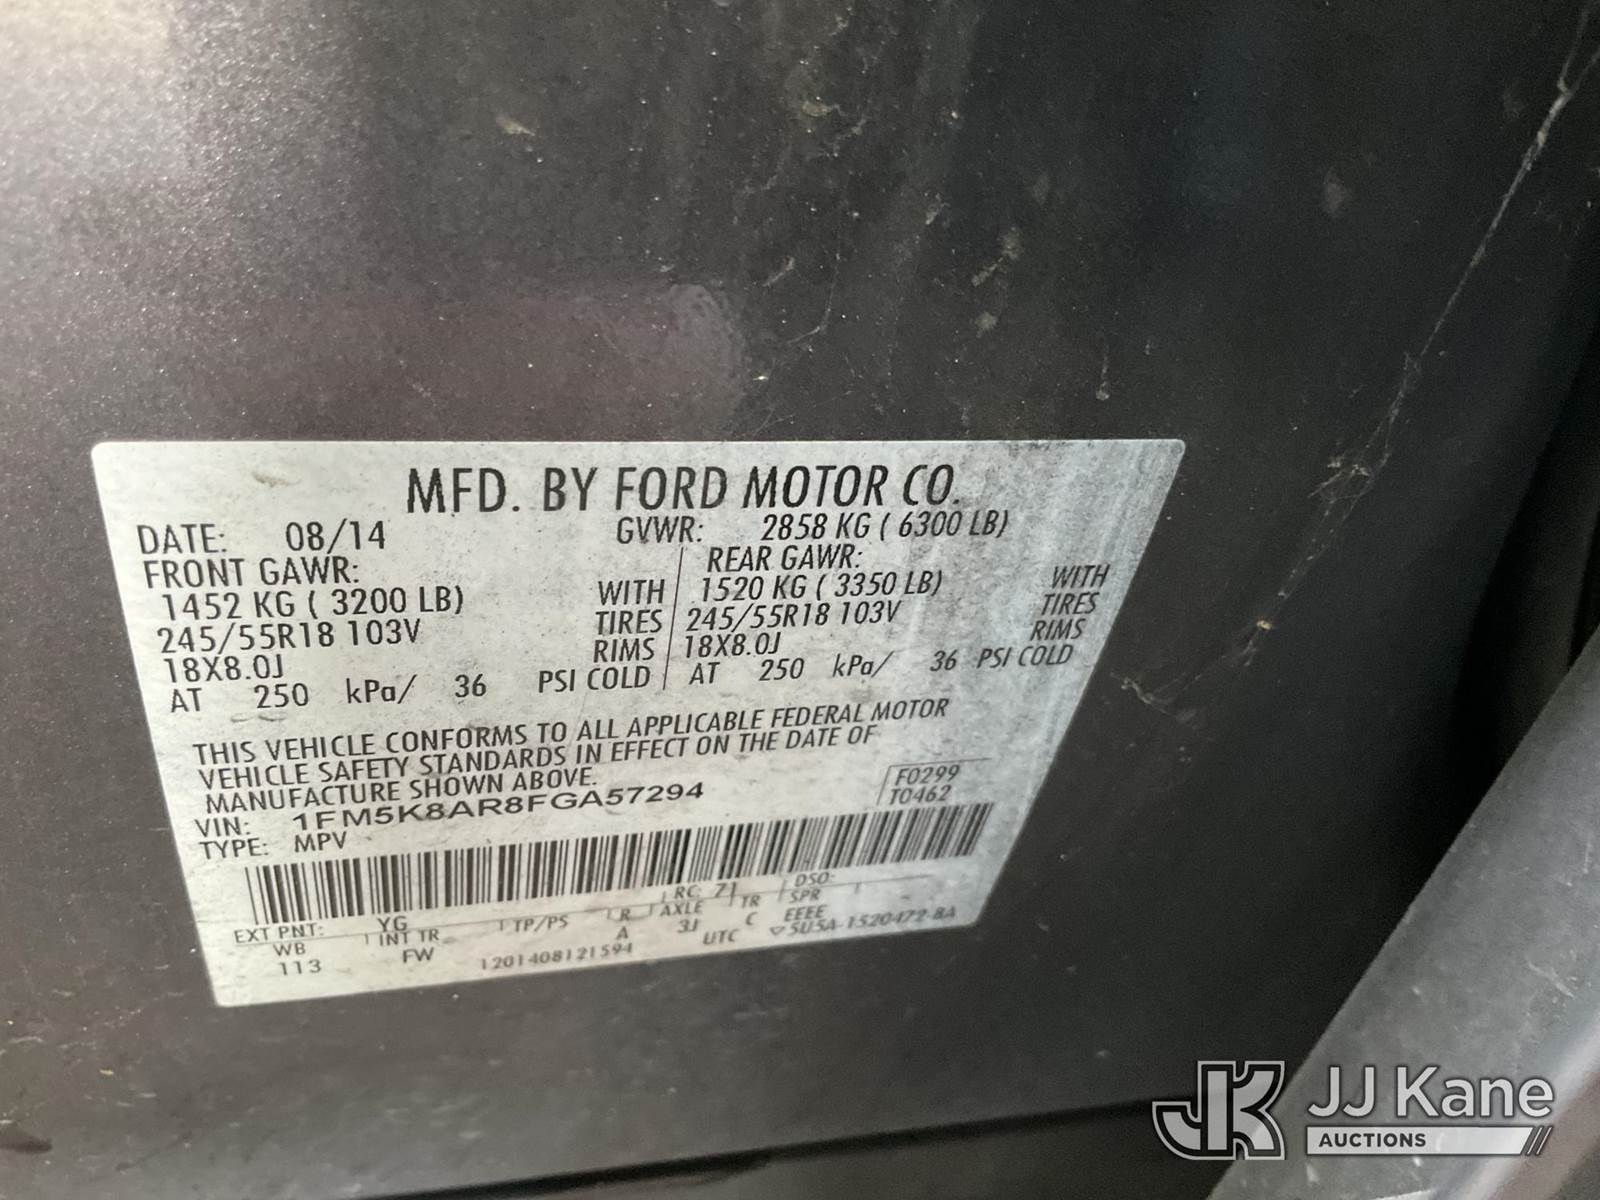 MFD. BY FORD MOTOR CO.
DATE: 08/14 GVWR: 2858 KG ( 6300 LB)
FRONT GAWR: REAR GAWR:
1452 KG ( 3200 LB) WITH 1520 KG ( 3350 LB) WITH
245/55R18 103V TIRES 245/55R18 103V TIRES
18X8.0J RIMS 18X8.0J RIMS
AT 250 kPa/ 36 PSI COLD AT 250 kPa/ 36 PSI COLD
THIS VEHICLE CONFORMS TO ALL APPLICABLE FEDERAL MOTOR
VEHICLE SAFETY STANDARDS IN EFFECT ON THE DATE OF
MANUFACTURE SHOWN ABOVE.
F0299
VIN: 1FM5K8AR8FGA57294
T0462
TYPE: MPV
EXT PNT: YG RC: 71 DSO:
WB INT TR TP/PS R AXLE TR SPR
113 FW A 3J C EEEE
1201408121594 UTC ▽5U5A-1520472-BA
JK JJ Kane
AUCTIONS